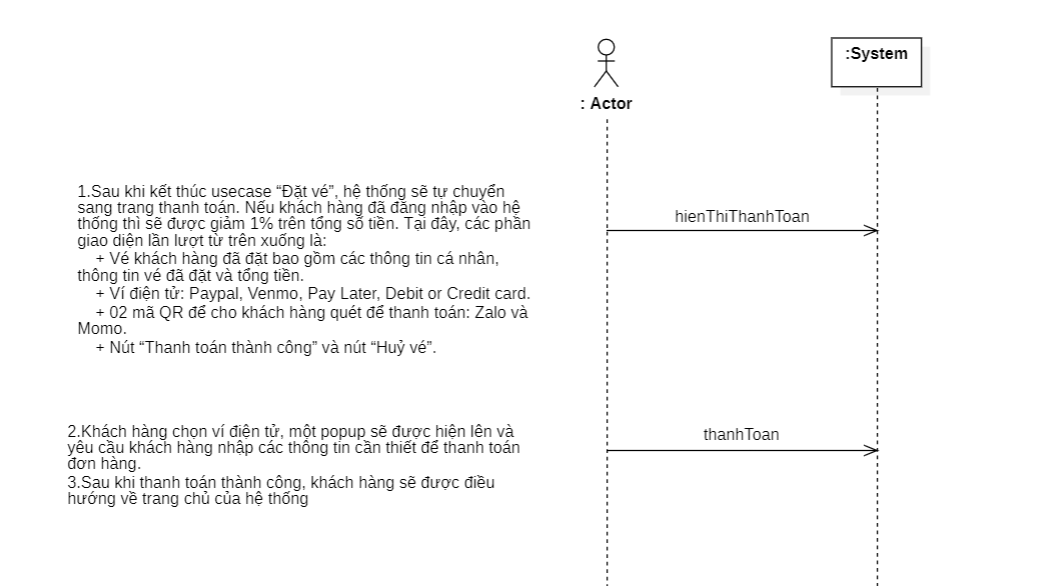 :System
: Actor
1.Sau khi kết thúc usecase “Đặt vé”, hệ thống sẽ tự chuyển
sang trang thanh toán. Nếu khách hàng đã đăng nhập vào hệ
thống thì sẽ được giảm 1% trên tổng số tiền. Tại đây, các phần
giao diện lần lượt từ trên xuống là:
+ Vé khách hàng đã đặt bao gồm các thông tin cá nhân,
thông tin vé đã đặt và tổng tiền.
+ Ví điện tử: Paypal, Venmo, Pay Later, Debit or Credit card.
+ 02 mã QR để cho khách hàng quét để thanh toán: Zalo và
Momo.
+ Nút “Thanh toán thành công” và nút “Huỷ vé”.
hienThiThanhToan
2.Khách hàng chọn ví điện tử, một popup sẽ được hiện lên và
yêu cầu khách hàng nhập các thông tin cần thiết để thanh toán
đơn hàng.
3.Sau khi thanh toán thành công, khách hàng sẽ được điều
hướng về trang chủ của hệ thống
thanhToan